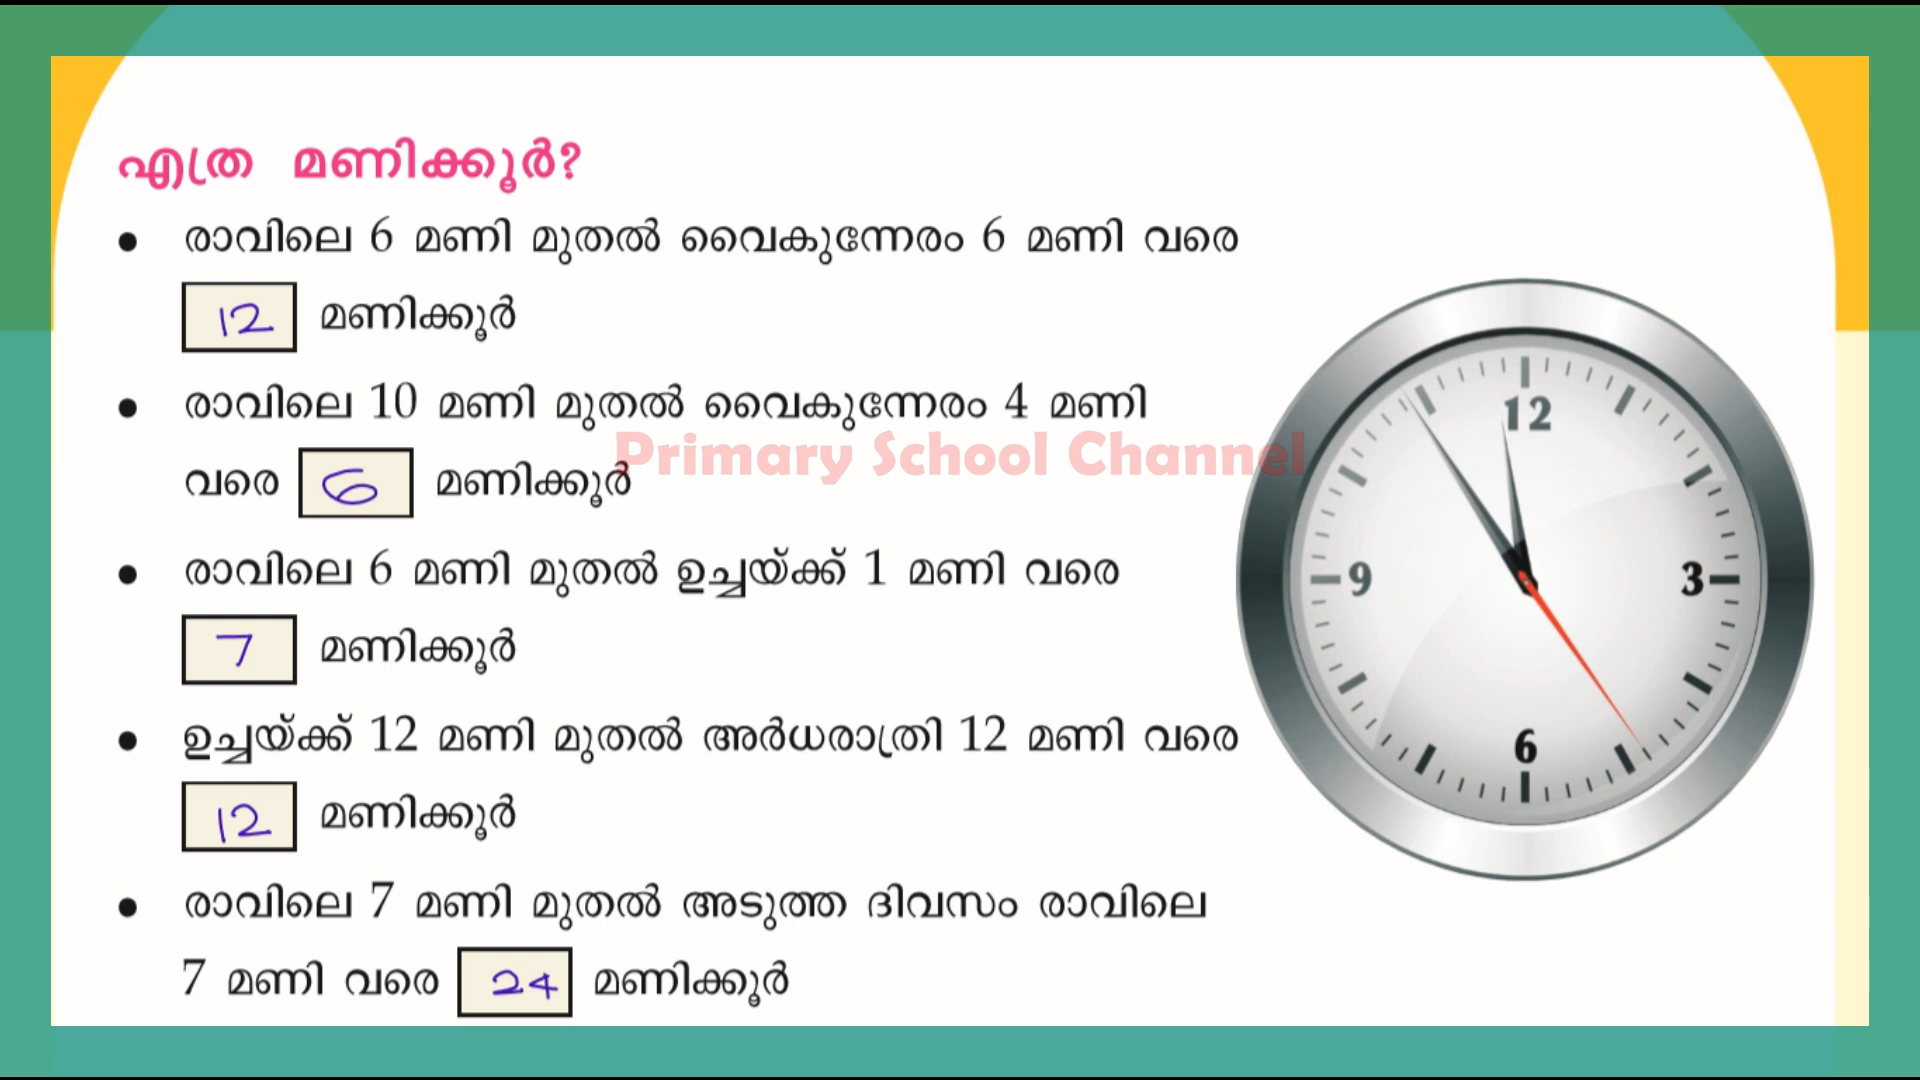 എത്ര മണിക്കൂർ?
• രാവിലെ 6 മണി മുതൽ വൈകുന്നേരം 6 മണി വരെ
12 മണിക്കൂർ
• രാവിലെ 10 മണി മുതൽ വൈകുന്നേരം 4 മണി
വരെ 6 മണിക്കൂർ
Primary School Channel
• രാവിലെ 6 മണി മുതൽ ഉച്ചയ്ക്ക് 1 മണി വരെ
7 മണിക്കൂർ
• ഉച്ചയ്ക്ക് 12 മണി മുതൽ അർധരാത്രി 12 മണി വരെ
12 മണിക്കൂർ
• രാവിലെ 7 മണി മുതൽ അടുത്ത ദിവസം രാവിലെ
7 മണി വരെ 24 മണിക്കൂർ
12
9 3
6